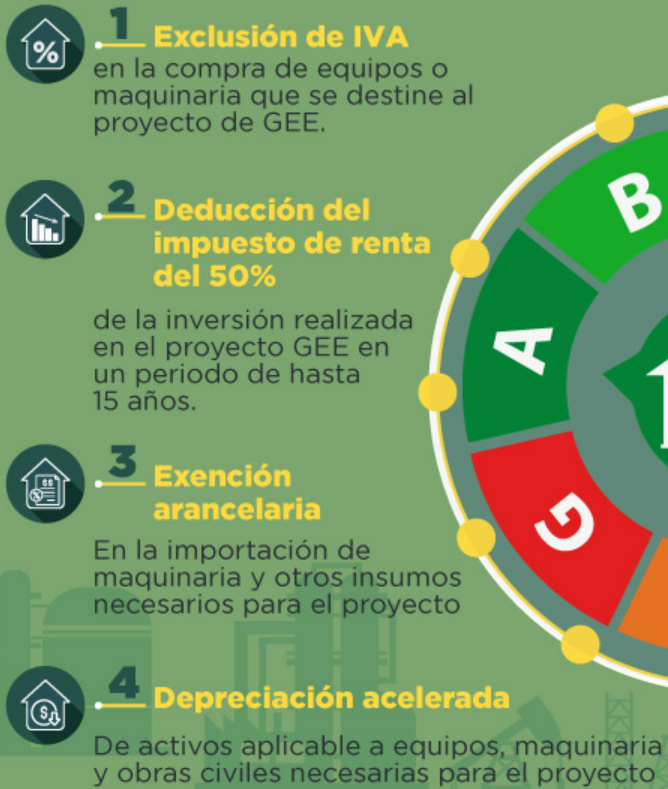 %
1
Exclusión de IVA
en la compra de equipos o
maquinaria que se destine al
proyecto de GEE.
2
Deducción del
impuesto de renta
del 50%
de la inversión realizada
en el proyecto GEE en
un periodo de hasta
15 años.
3
Exención
arancelaria
En la importación de
maquinaria y otros insumos
necesarios para el proyecto
4
Depreciación acelerada
De activos aplicable a equipos, maquinaria
y obras civiles necesarias para el proyecto
B
A
G
$$
$